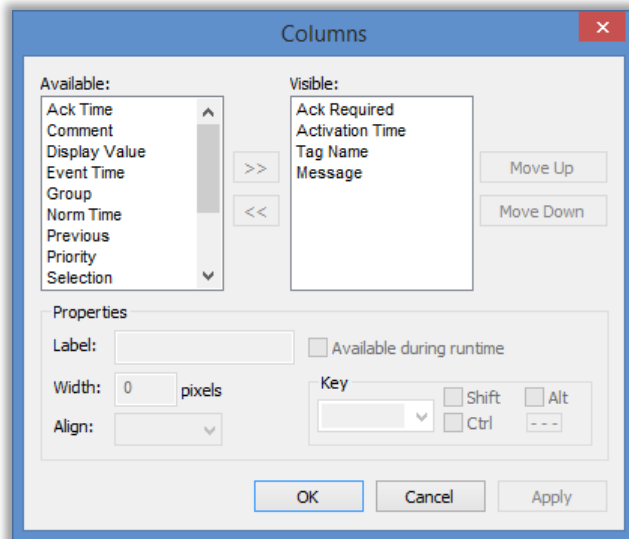 Columns
Available:
Visible:
Ack Time
Comment
Display Value
Event Time
Group
Norm Time
Previous
Priority
Selection
>>
<<
Ack Required
Activation Time
Tag Name
Message
Move Up
Move Down
Properties
Label:
Available during runtime
Width: 0 pixels
Align:
Key
Shift
Alt
Ctrl
---
OK
Cancel
Apply